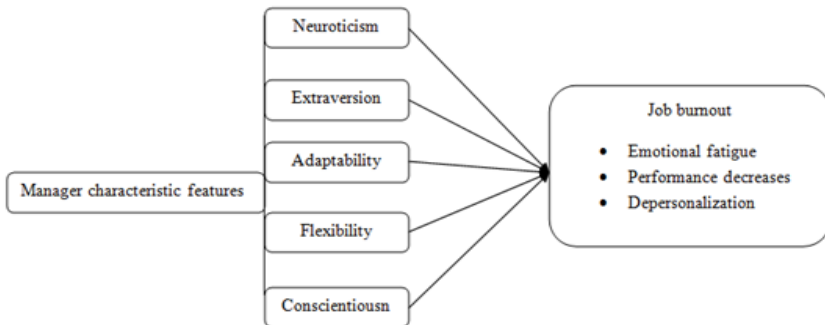 Neuroticism
Extraversion
Adaptability
Manager characteristic features
Flexibility
Conscientiousn
Job burnout
• Emotional fatigue
• Performance decreases
• Depersonalization